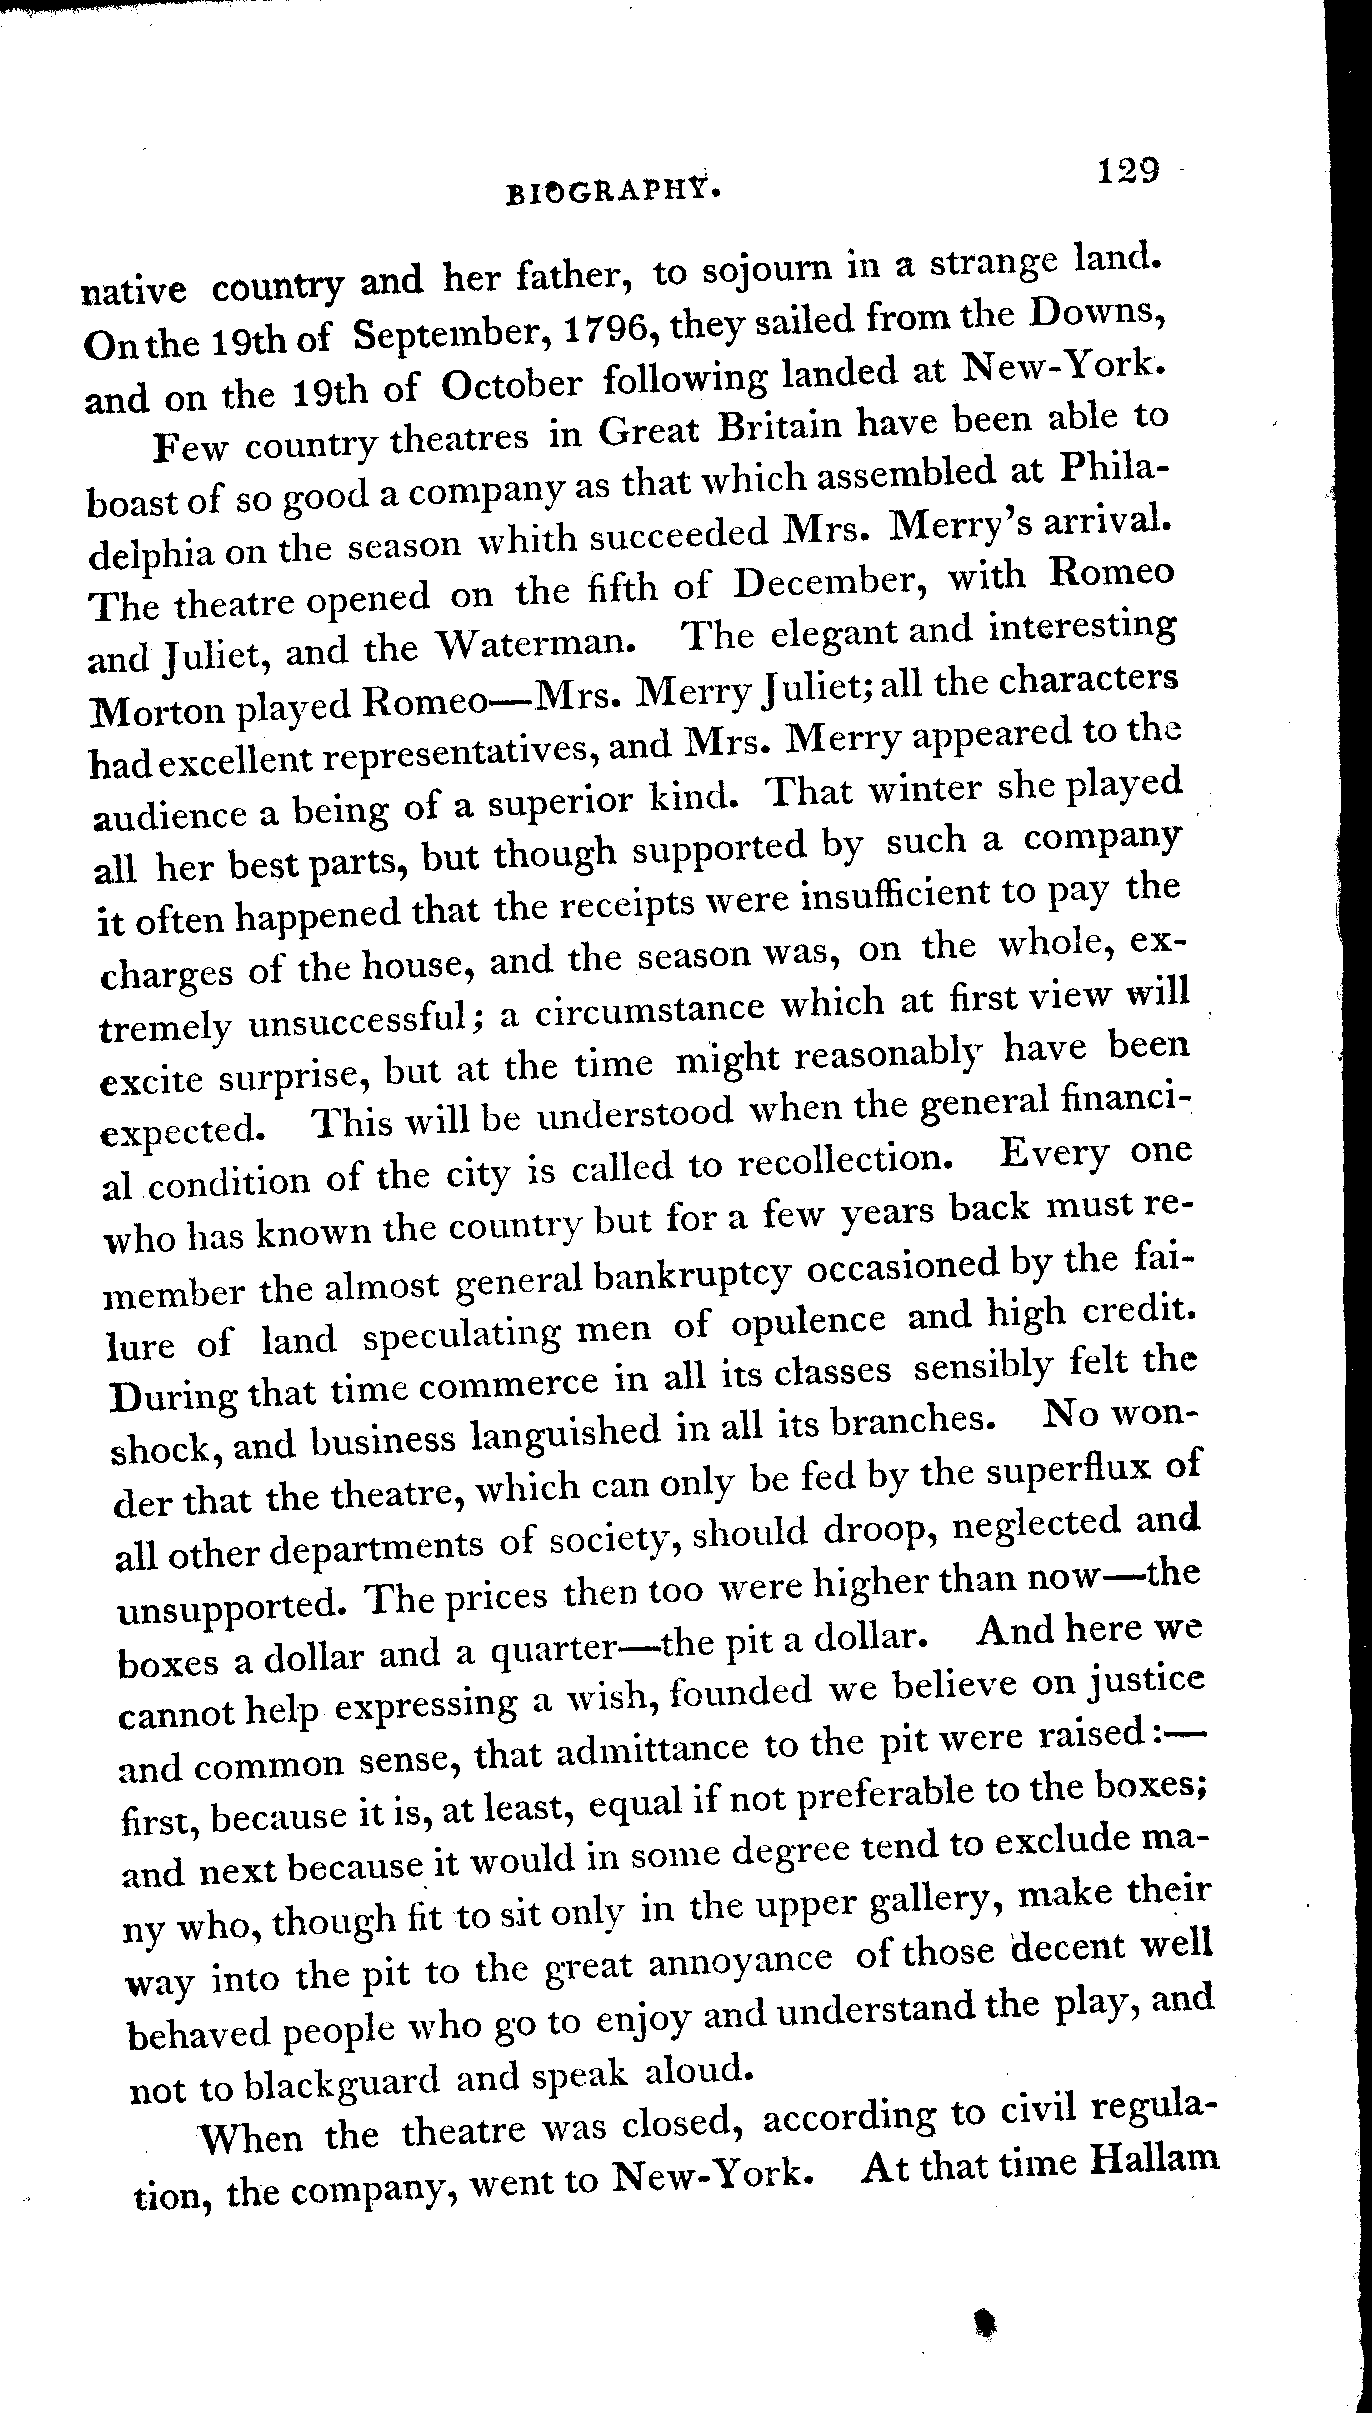 BIOGRAPHY. 129
native country and her father, to sojourn in a strange land.
On the 19th of September, 1796, they sailed from the Downs,
and on the 19th of October following landed at New-York.
Few country theatres in Great Britain have been able to
boast of so good a company as that which assembled at Phila-
delphia on the season whith succeeded Mrs. Merry's arrival.
The theatre opened on the fifth of December, with Romeo
and Juliet, and the Waterman. The elegant and interesting
Morton played Romeo—Mrs. Merry Juliet; all the characters
had excellent representatives, and Mrs. Merry appeared to the
audience a being of a superior kind. That winter she played
all her best parts, but though supported by such a company
it often happened that the receipts were insufficient to pay the
charges of the house, and the season was, on the whole, ex-
tremely unsuccessful; a circumstance which at first view will
excite surprise, but at the time might reasonably have been
expected. This will be understood when the general financi-
al condition of the city is called to recollection. Every one
who has known the country but for a few years back must re-
member the almost general bankruptcy occasioned by the fai-
lure of land speculating men of opulence and high credit.
During that time commerce in all its classes sensibly felt the
shock, and business languished in all its branches. No won-
der that the theatre, which can only be fed by the superflux of
all other departments of society, should droop, neglected and
unsupported. The prices then too were higher than now—the
boxes a dollar and a quarter—the pit a dollar. And here we
cannot help expressing a wish, founded we believe on justice
and common sense, that admittance to the pit were raised:—
first, because it is, at least, equal if not preferable to the boxes;
and next because it would in some degree tend to exclude ma-
ny who, though fit to sit only in the upper gallery, make their
way into the pit to the great annoyance of those decent well
behaved people who go to enjoy and understand the play, and
not to blackguard and speak aloud.
When the theatre was closed, according to civil regula-
tion, the company, went to New-York. At that time Hallam